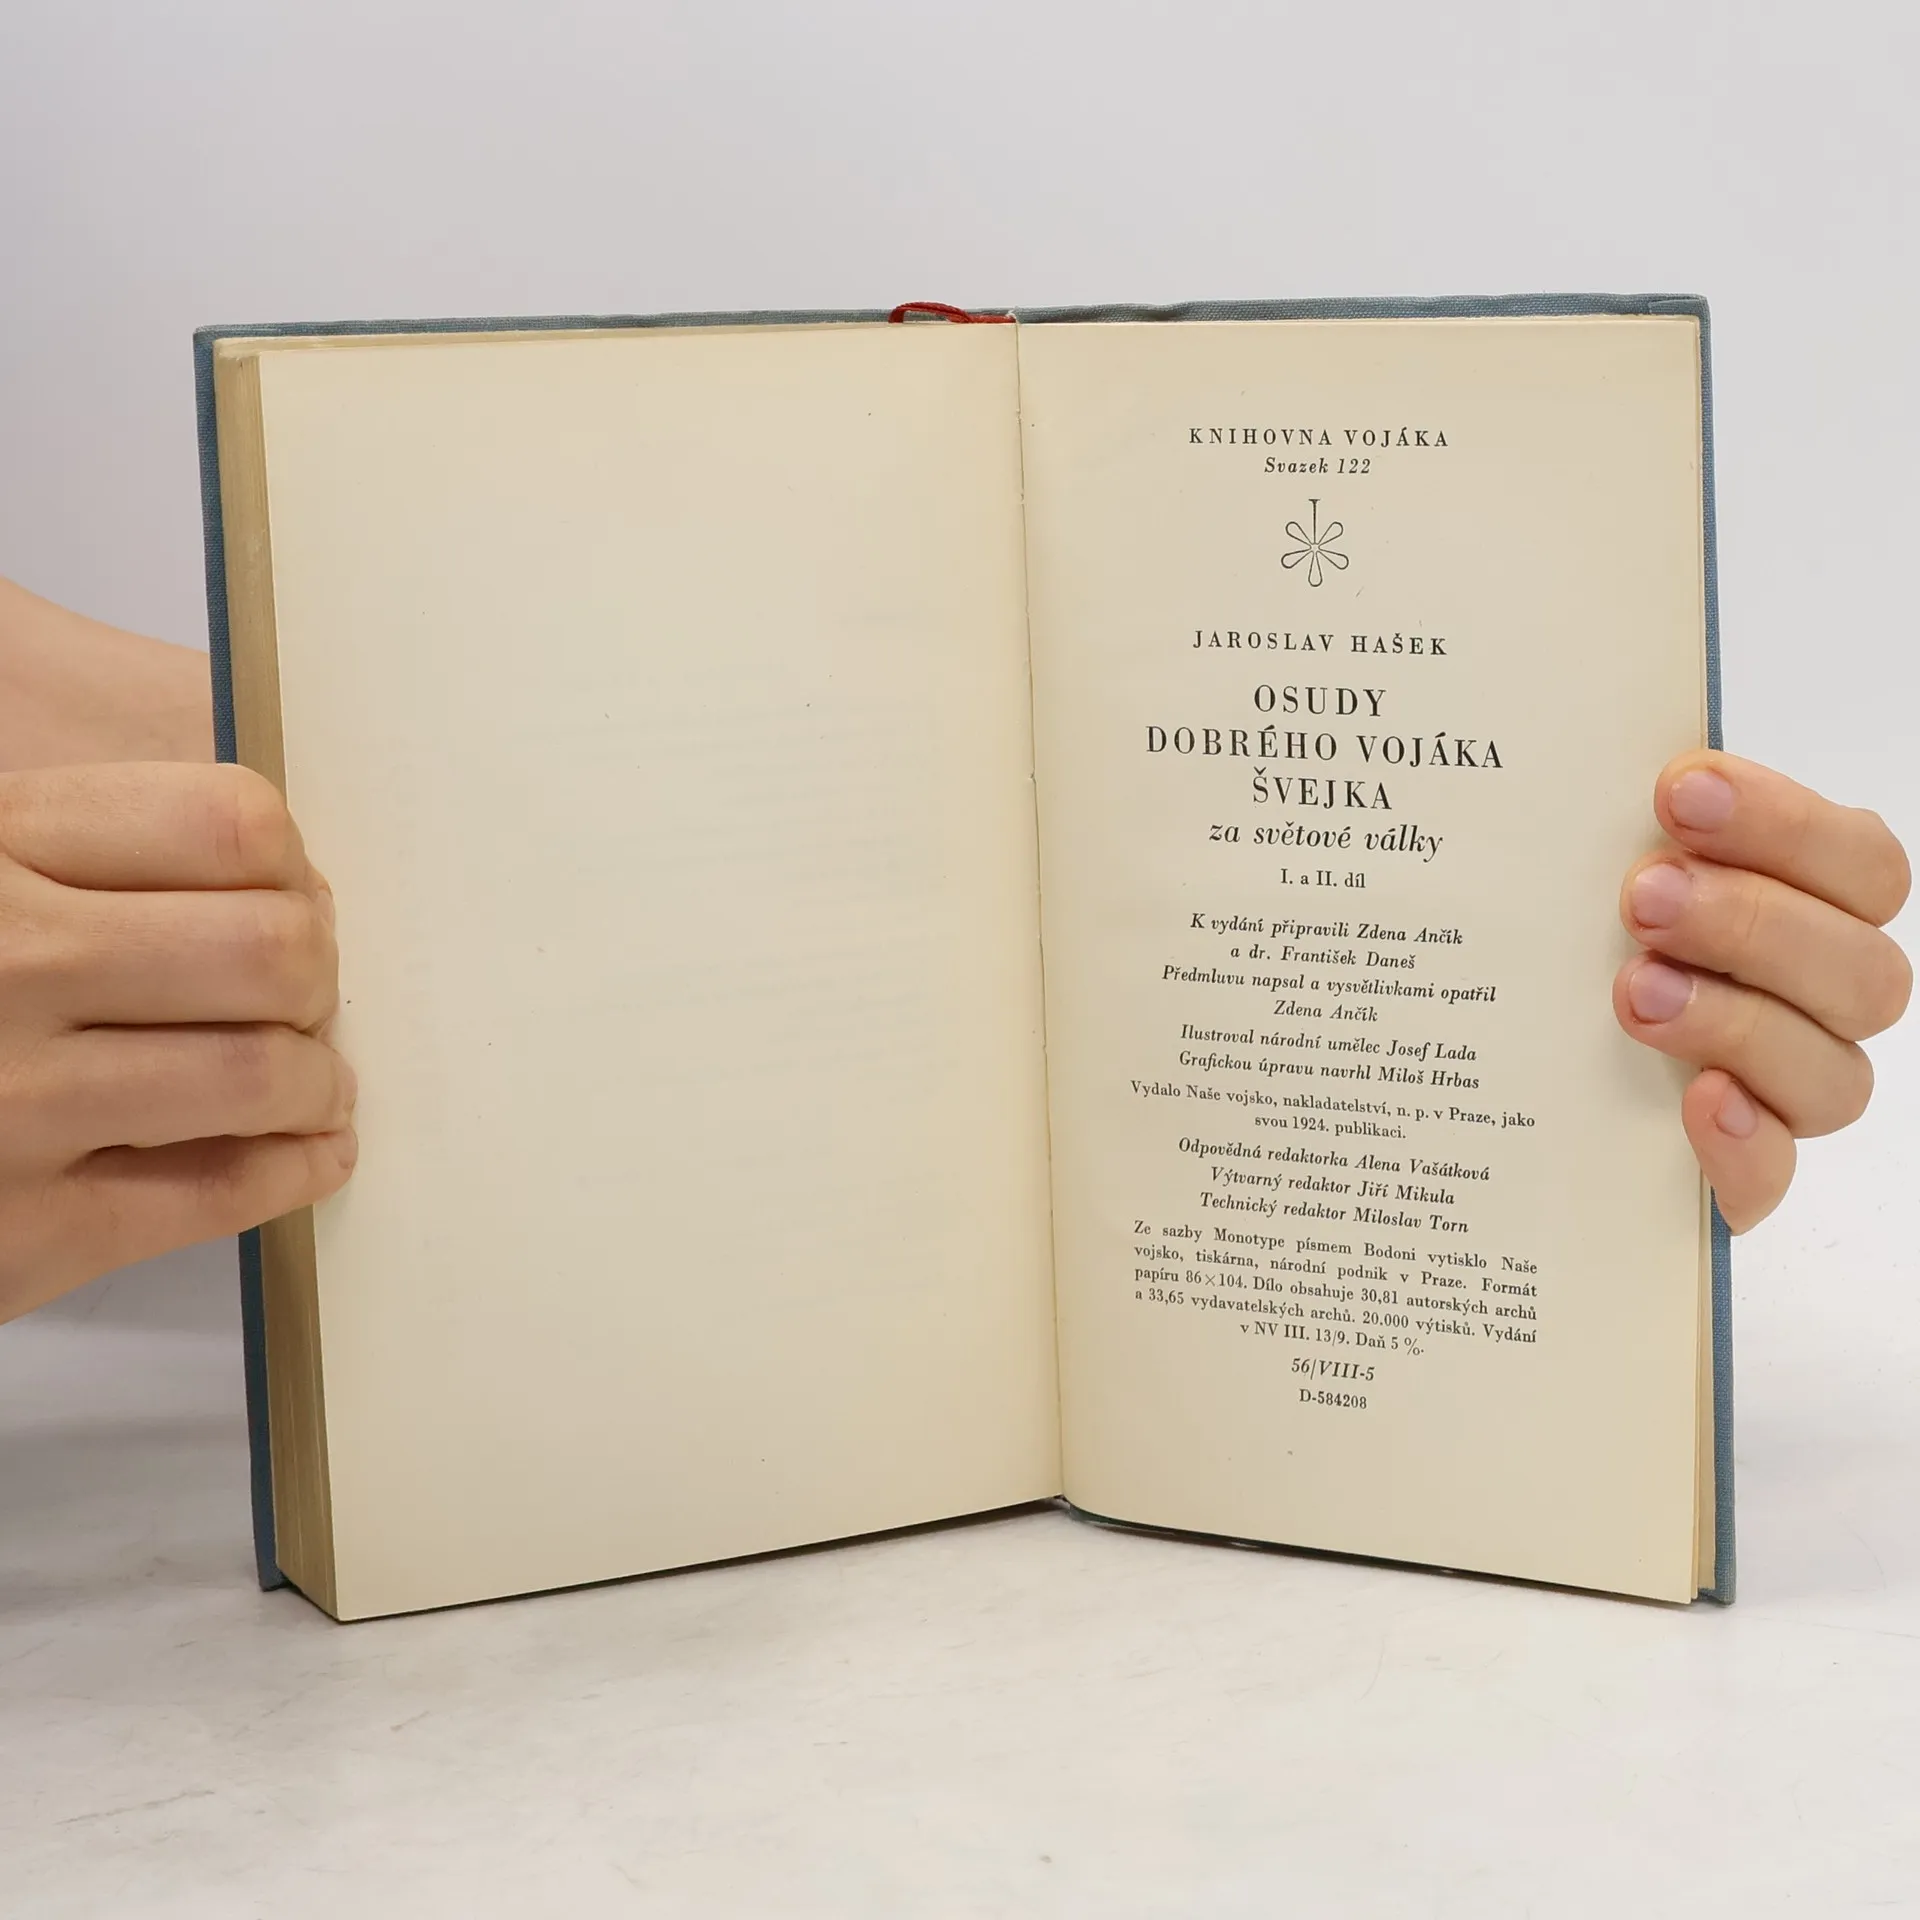 KNIHOVNA VOJÁKA
Svazek 122
JAROSLAV HAŠEK
OSUDY
DOBRÉHO VOJÁKA
ŠVEJKA
za světové války
I. a II. díl
K vydání připravili Zdena Ančík
a dr. František Daneš
Předmluvu napsal a vysvětlivkami opatřil
Zdena Ančík
Ilustroval národní umělec Josef Lada
Grafickou úpravu navrhl Miloš Hrbas
Vydalo Naše vojsko, nakladatelství, n. p. v Praze, jako
svou 1924. publikaci.
Odpovědná redaktorka Alena Vašátková
Výtvarný redaktor Jiří Mikula
Technický redaktor Miloslav Torn
Ze sazby Monotype písmem Bodoni vytisklo Naše
vojsko, tiskárna, národní podnik v Praze. Formát
papíru 86×104. Dílo obsahuje 30,81 autorských archů
a 33,65 vydavatelských archů. 20.000 výtisků. Vydání
v NV III. 13/9. Daň 5 %.
56/VIII-5
D-584208